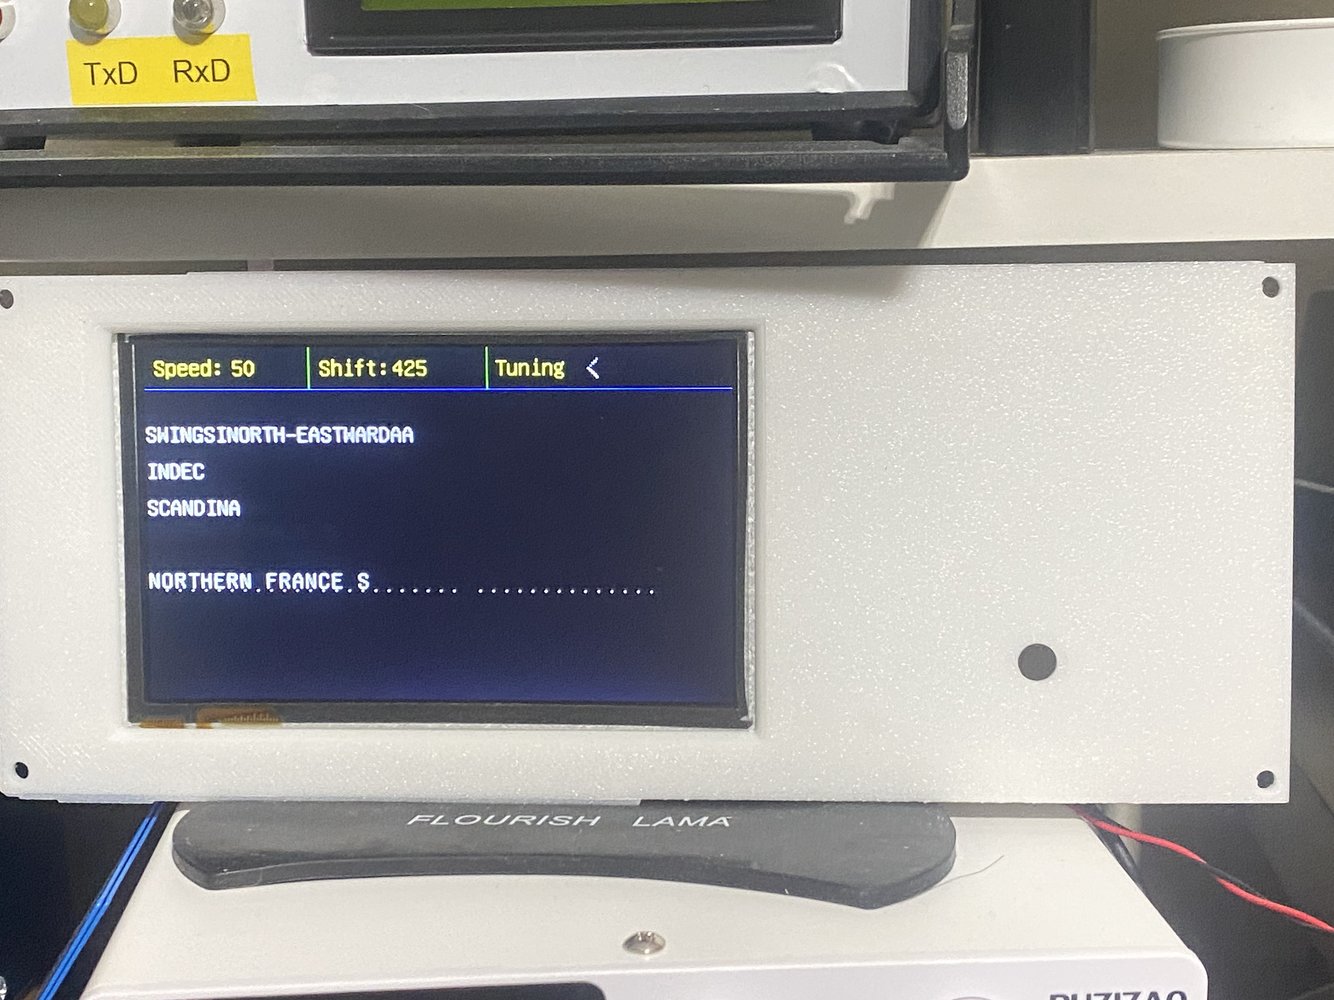 TxD RxD
Speed: 50 Shift:425 Tuning <
SWINGSINORTH-EASTWARDAA
INDEC
SCANDINA
NORTHERN FRANCE S....... ..............
FLOURISH LAMA